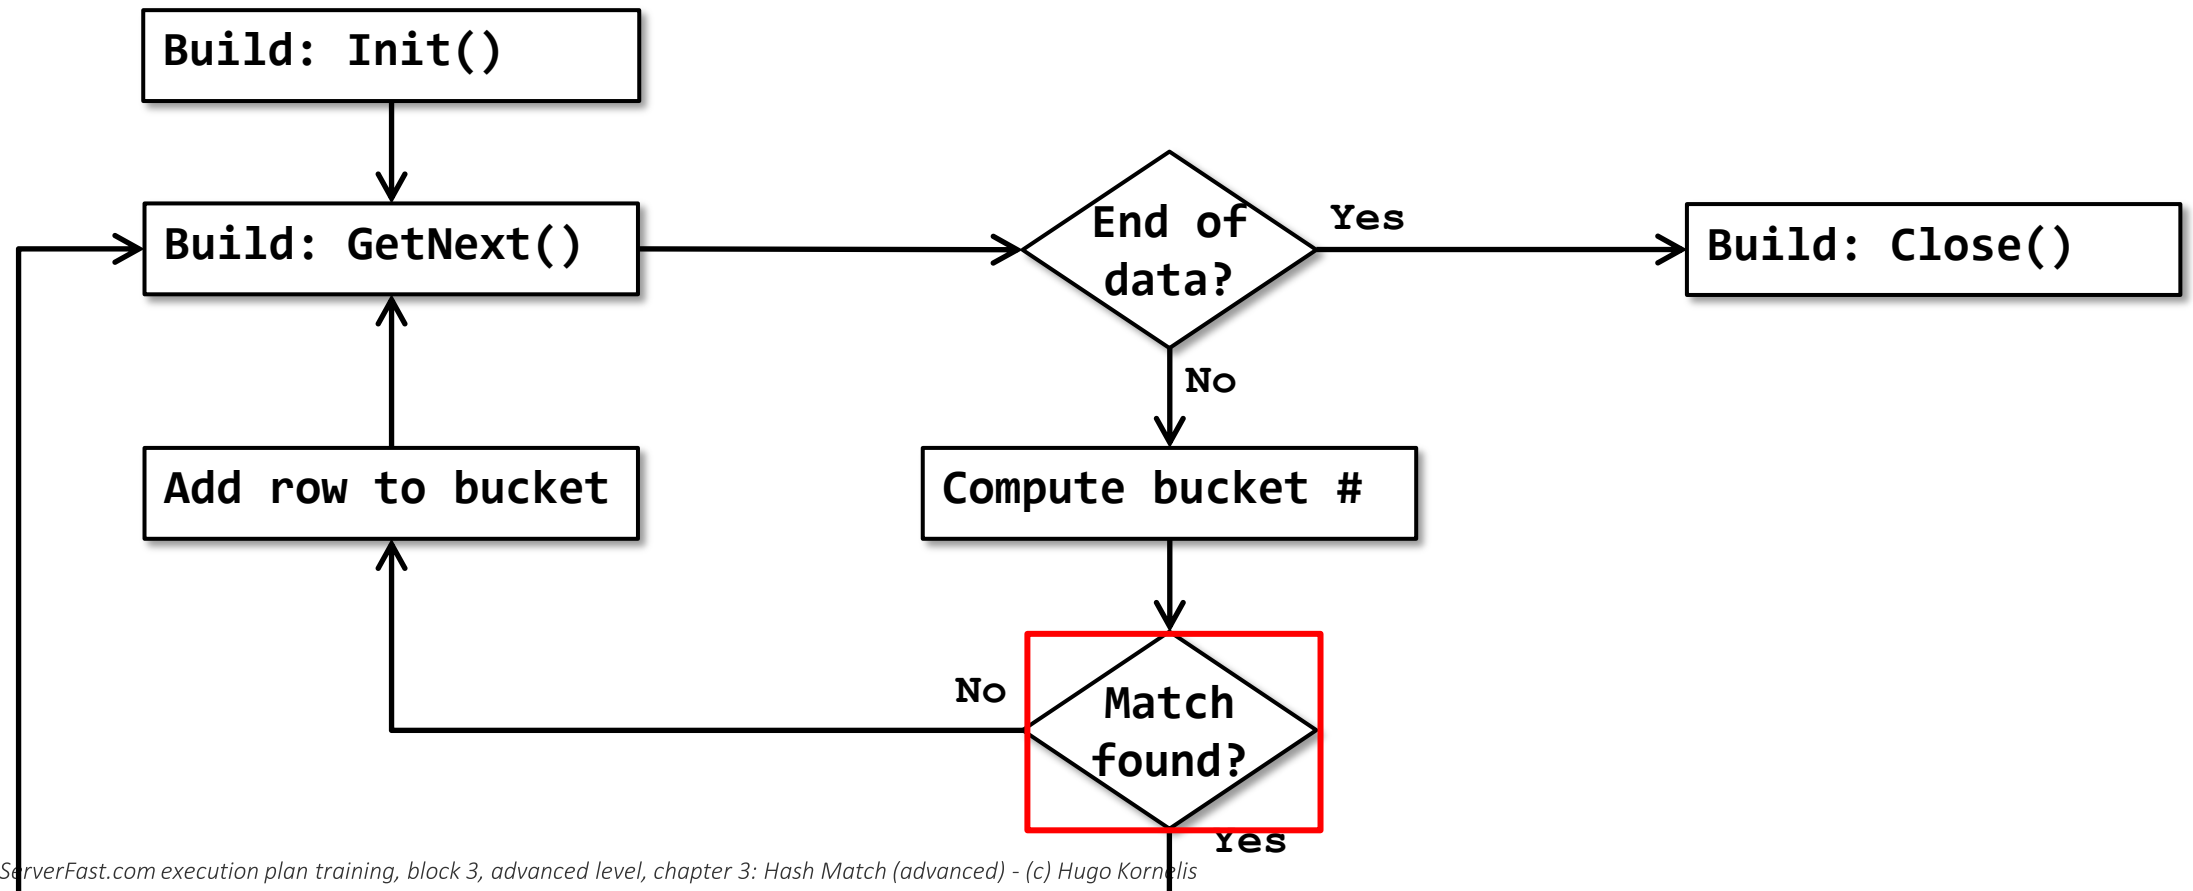 Build: Init()
Build: GetNext()
End of
data?
Yes
Build: Close()
No
Add row to bucket
Compute bucket #
No
Match
found?
Yes
ServerFast.com execution plan training, block 3, advanced level, chapter 3: Hash Match (advanced) - (c) Hugo Kornelis